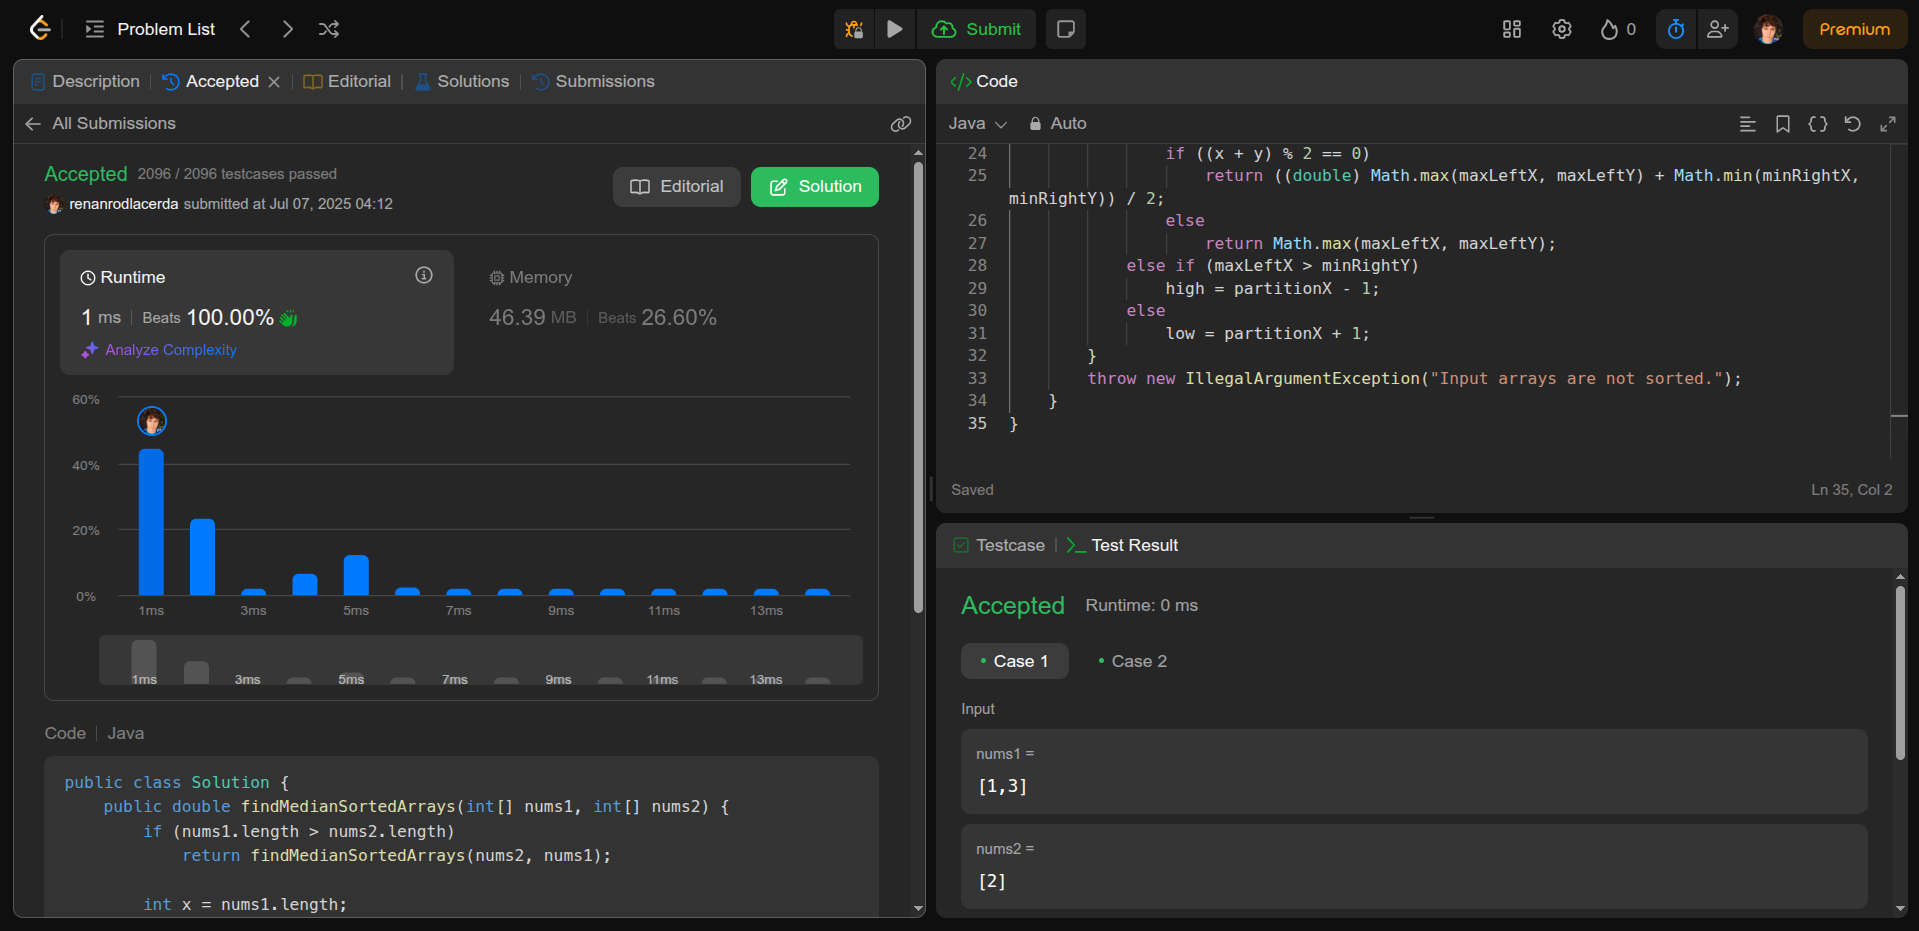 Problem List
Submit
0
Premium
Description
Accepted
Editorial
Solutions
Submissions
All Submissions
Accepted 2096 / 2096 testcases passed
renanrodlacerda submitted at Jul 07, 2025 04:12
Editorial
Solution
Runtime
1 ms Beats 100.00%
Analyze Complexity
Memory
46.39 MB Beats 26.60%
60%
40%
20%
0%
1ms 3ms 5ms 7ms 9ms 11ms 13ms
1ms 3ms 5ms 7ms 9ms 11ms 13ms
Code Java
public class Solution {
public double findMedianSortedArrays(int[] nums1, int[] nums2) {
if (nums1.length > nums2.length)
return findMedianSortedArrays(nums2, nums1);
int x = nums1.length;
</> Code
Java Auto
24 if ((x + y) % 2 == 0)
25 return ((double) Math.max(maxLeftX, maxLeftY) + Math.min(minRightX,
minRightY)) / 2;
26 else
27 return Math.max(maxLeftX, maxLeftY);
28 else if (maxLeftX > minRightY)
29 high = partitionX - 1;
30 else
31 low = partitionX + 1;
32 }
33 throw new IllegalArgumentException("Input arrays are not sorted.");
34 }
35 }
Saved
Ln 35, Col 2
Testcase
Test Result
Accepted Runtime: 0 ms
Case 1
Case 2
Input
nums1 =
[1,3]
nums2 =
[2]